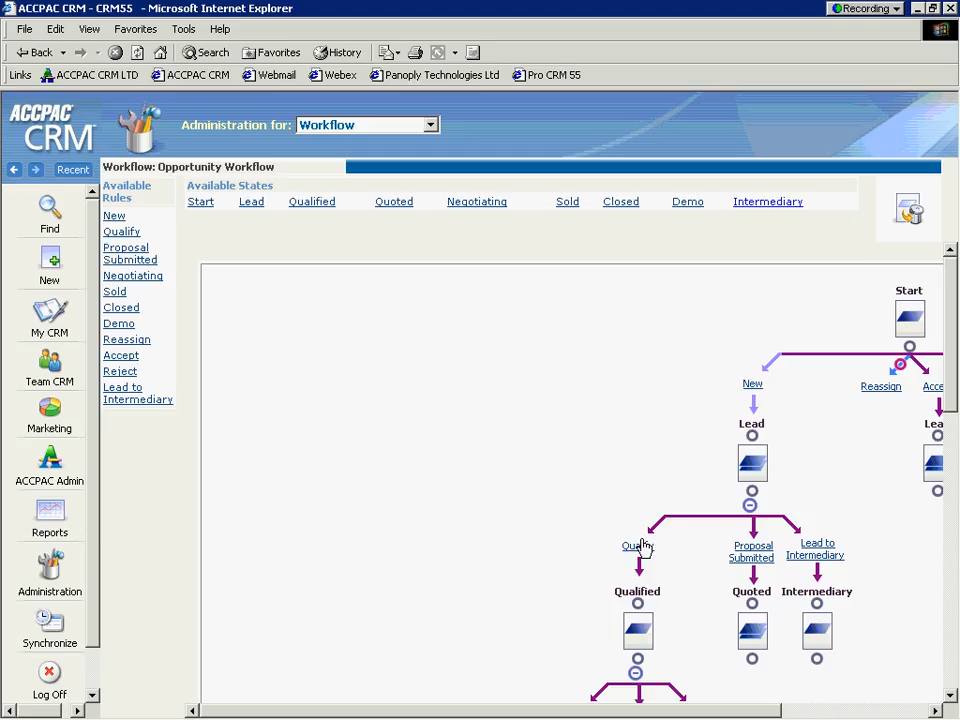 ACCPAC CRM - CRM55 - Microsoft Internet Explorer
Recording
File Edit View Favorites Tools Help
Back Search Favorites History
Links ACCPAC CRM LTD ACCPAC CRM Webmail Webex Panoply Technologies Ltd Pro CRM 55
ACCPAC
CRM
Administration for: Workflow
Recent
Workflow: Opportunity Workflow
Available
Rules
Available States
Start Lead Qualified Quoted Negotiating Sold Closed Demo Intermediary
New
Qualify
Proposal
Submitted
Negotiating
Sold
Closed
Demo
Reassign
Accept
Reject
Lead to
Intermediary
Find
New
My CRM
Team CRM
Marketing
ACCPAC Admin
Reports
Administration
Synchronize
Log Off
Start
New Reassign Acce
Lead Lea
Proposal
Submitted
Lead to
Intermediary
Qualified Quoted Intermediary